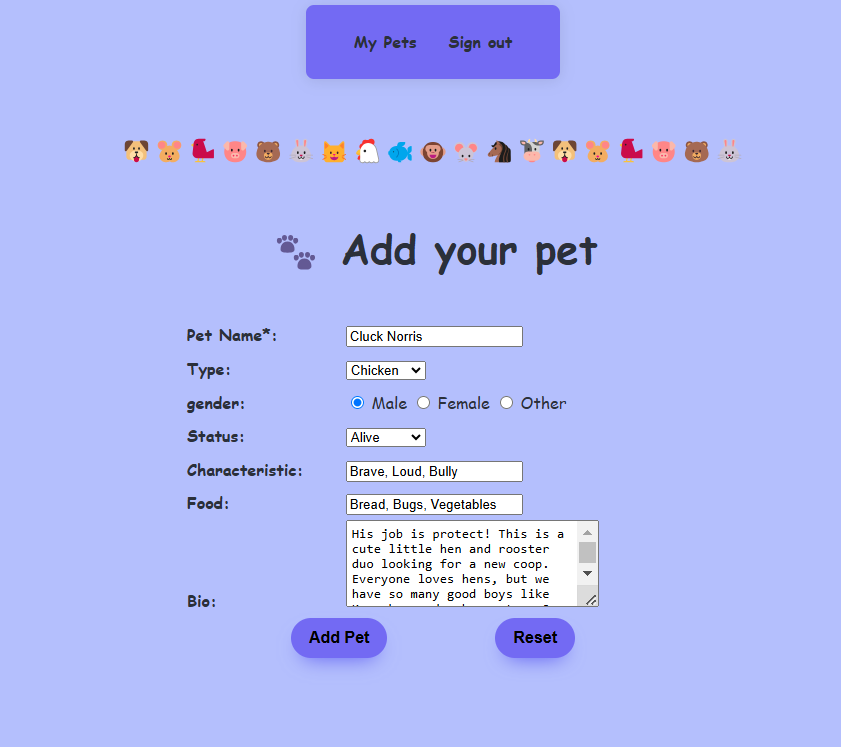 My Pets Sign out
Add your pet
Pet Name*: Cluck Norris
Type: Chicken
gender: Male Female Other
Status: Alive
Characteristic: Brave, Loud, Bully
Food: Bread, Bugs, Vegetables
His job is protect! This is a
cute little hen and rooster
duo looking for a new coop.
Everyone loves hens, but we
have so many good boys like
Bio:
Add Pet Reset